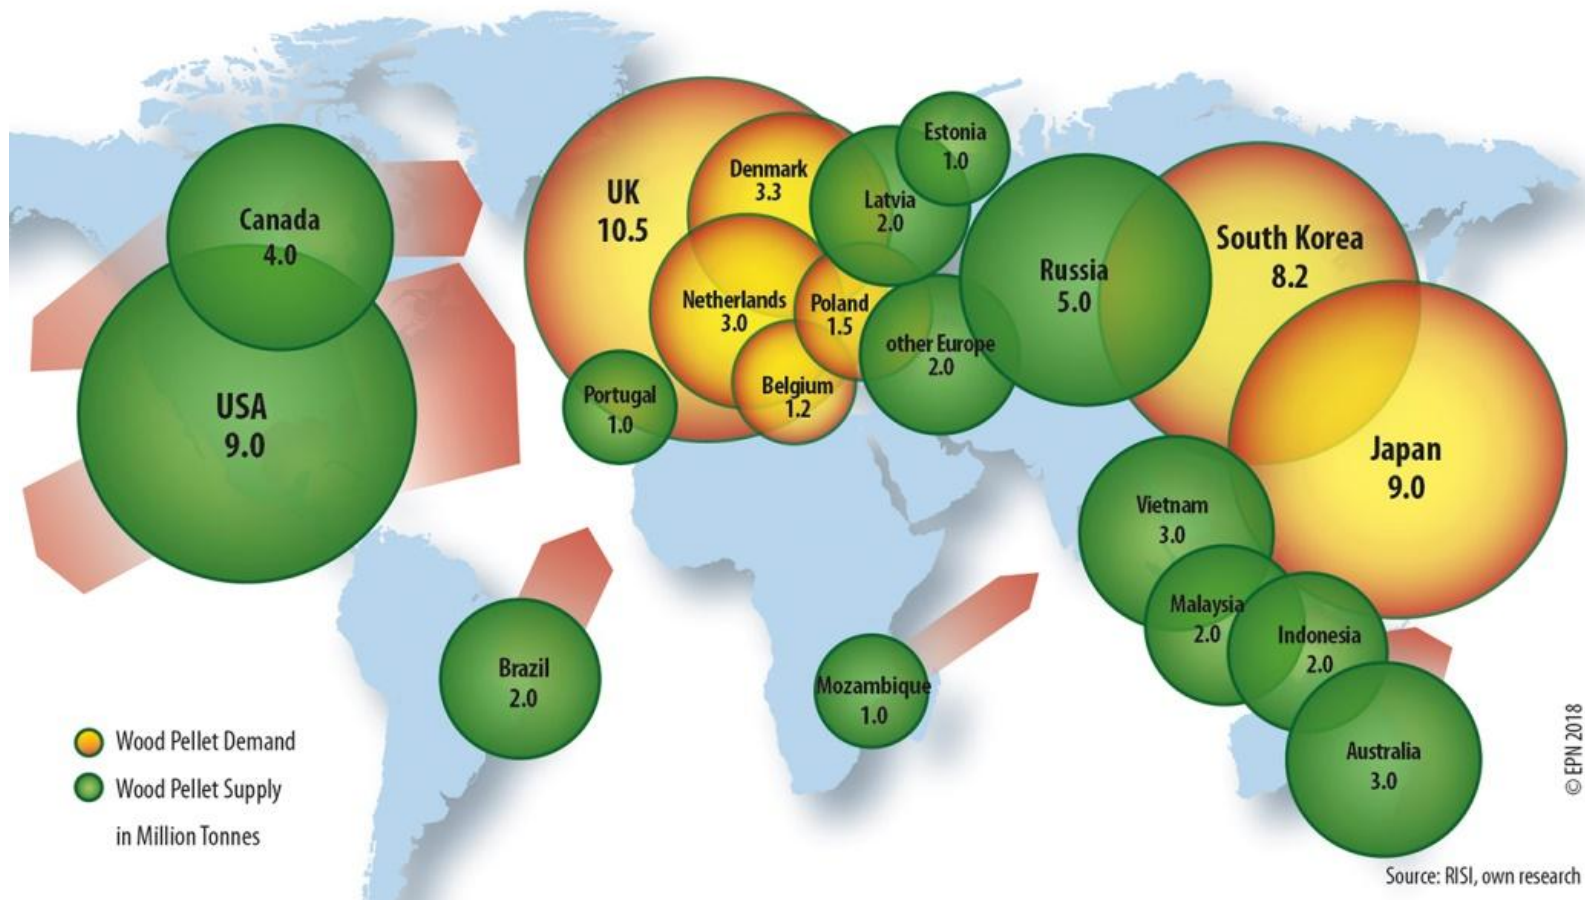 Canada
4.0
USA
9.0
UK
10.5
Denmark
3.3
Netherlands
3.0
Poland
1.5
Belgium
1.2
Portugal
1.0
Latvia
2.0
Estonia
1.0
other Europe
2.0
Russia
5.0
South Korea
8.2
Japan
9.0
Vietnam
3.0
Malaysia
2.0
Indonesia
2.0
Australia
3.0
Brazil
2.0
Mozambique
1.0
Wood Pellet Demand
Wood Pellet Supply
in Million Tonnes
© EPN 2018
Source: RISI, own research